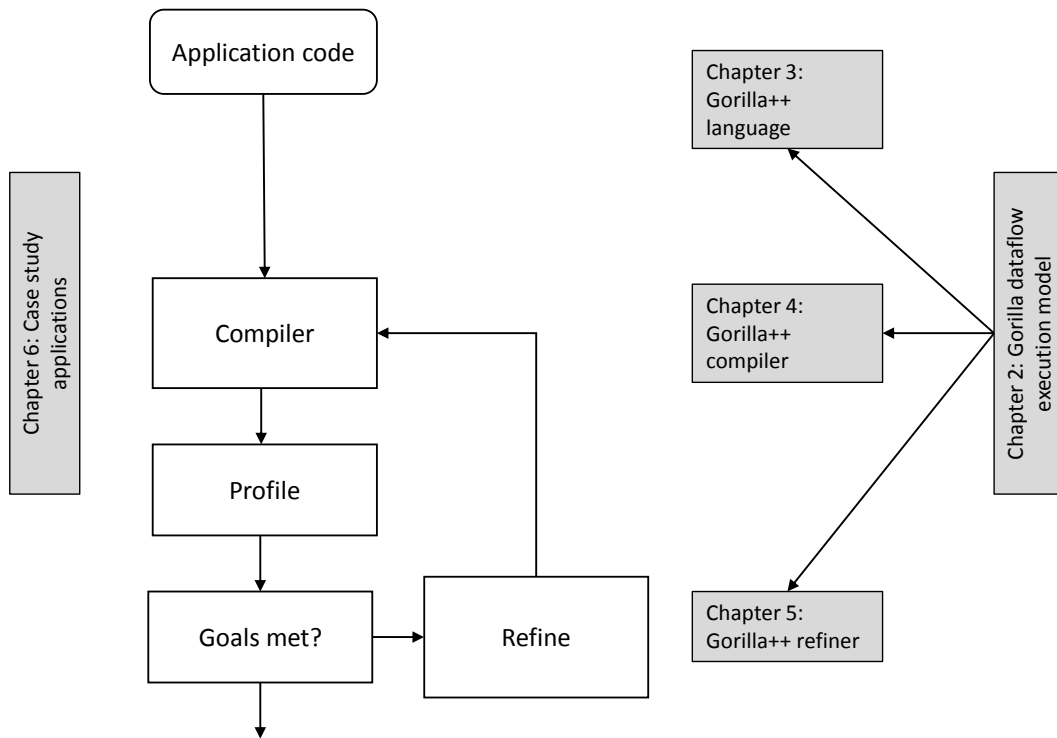 Application code
Chapter 3:
Gorilla++
language
Chapter 6: Case study
applications
Compiler
Chapter 4:
Gorilla++
compiler
Chapter 2: Gorilla dataflow
execution model
Profile
Goals met?
Refine
Chapter 5:
Gorilla++ refiner